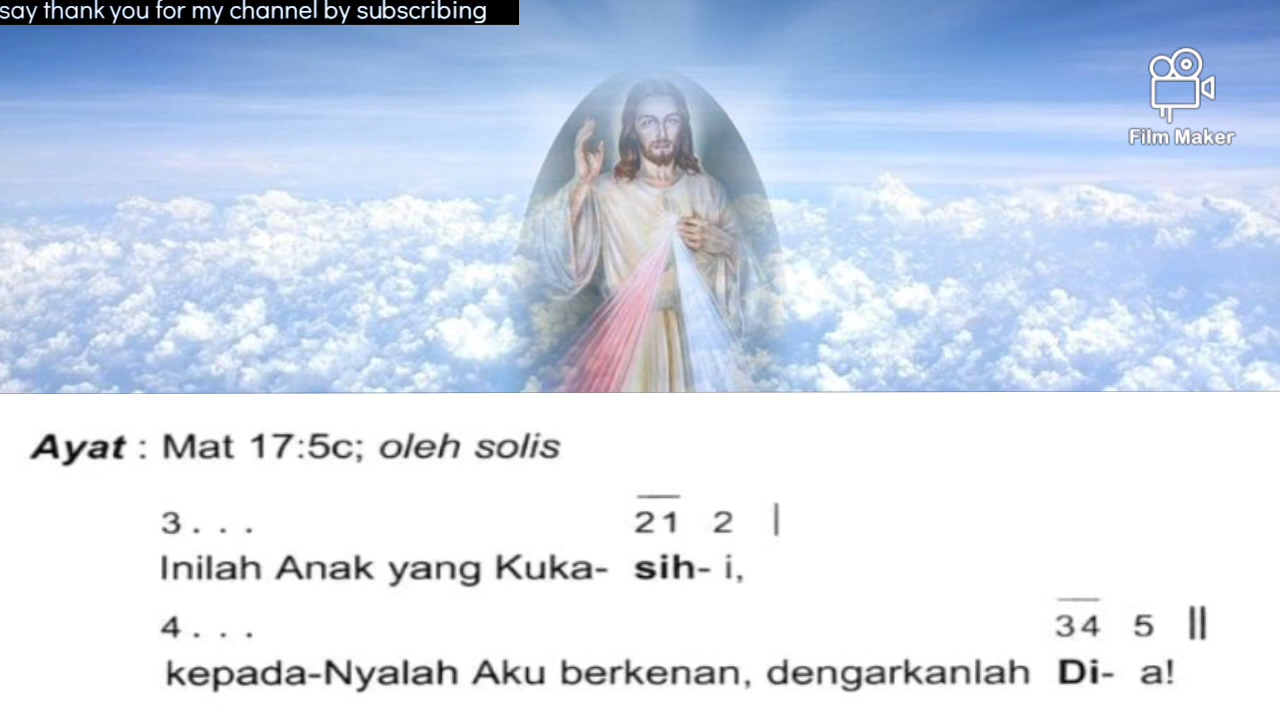 say thank you for my channel by subscribing
Film Maker
Ayat : Mat 17:5c; oleh solis
3 . . . 21 2 |
Inilah Anak yang Kuka- sih- i,
4 . . . 34 5 ||
kepada-Nyalah Aku berkenan, dengarkanlah Di- a!